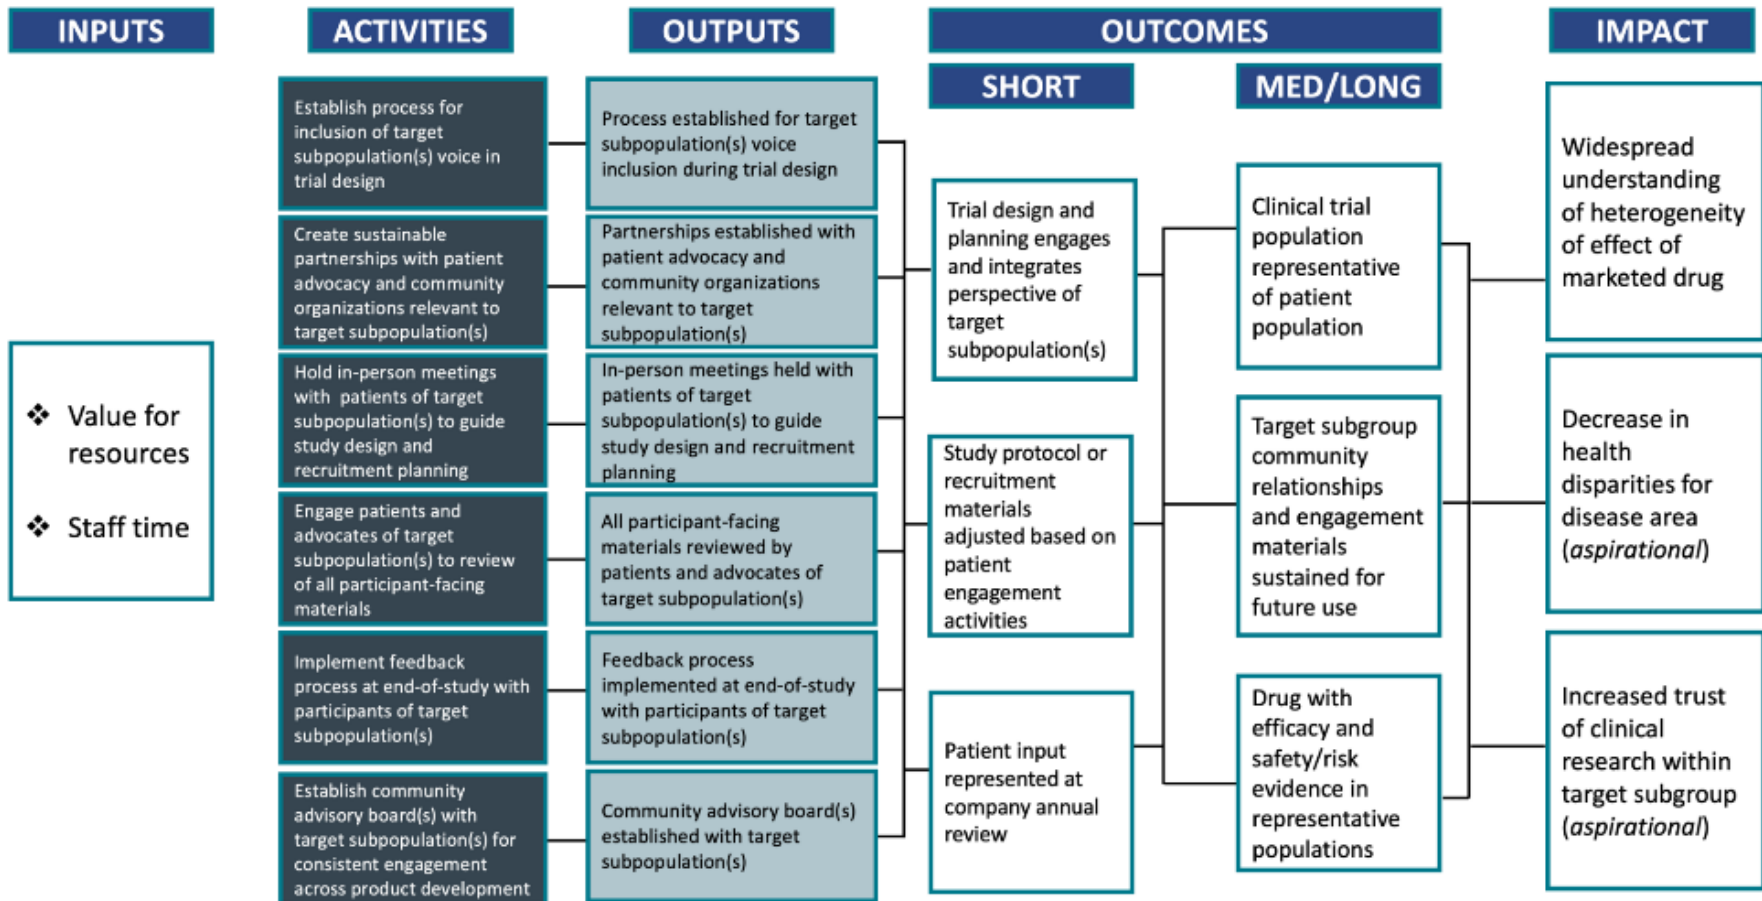 INPUTS
ACTIVITIES
OUTPUTS
OUTCOMES
IMPACT
SHORT
MED/LONG
❖ Value for
resources
❖ Staff time
Establish process for
inclusion of target
subpopulation(s) voice in
trial design
Create sustainable
partnerships with patient
advocacy and community
organizations relevant to
target subpopulation(s)
Hold in-person meetings
with patients of target
subpopulation(s) to guide
study design and
recruitment planning
Engage patients and
advocates of target
subpopulation(s) to review
of all participant-facing
materials
Implement feedback
process at end-of-study with
participants of target
subpopulation(s)
Establish community
advisory board(s) with
target subpopulation(s) for
consistent engagement
across product development
Process established for target
subpopulation(s) voice
inclusion during trial design
Partnerships established with
patient advocacy and
community organizations
relevant to target
subpopulation(s)
In-person meetings held with
patients of target
subpopulation(s) to guide
study design and recruitment
planning
All participant-facing
materials reviewed by
patients and advocates of
target subpopulation(s)
Feedback process
implemented at end-of-study
with participants of target
subpopulation(s)
Community advisory board(s)
established with target
subpopulation(s)
Trial design and
planning engages
and integrates
perspective of
target
subpopulation(s)
Study protocol or
recruitment
materials
adjusted based on
patient
engagement
activities
Patient input
represented at
company annual
review
Clinical trial
population
representative
of patient
population
Target subgroup
community
relationships
and engagement
materials
sustained for
future use
Drug with
efficacy and
safety/risk
evidence in
representative
populations
Widespread
understanding
of heterogeneity
of effect of
marketed drug
Decrease in
health
disparities for
disease area
(aspirational)
Increased trust
of clinical
research within
target subgroup
(aspirational)